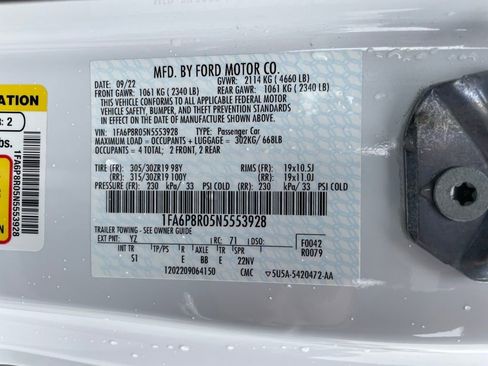 MFD. BY FORD MOTOR CO.
09/22 GVWR: 2114 KG ( 4660 LB)
FRONT GAWR: 1061 KG ( 2340 LB) REAR GAWR: 1061 KG ( 2340 LB)
THIS VEHICLE CONFORMS TO ALL APPLICABLE FEDERAL MOTOR
VEHICLE SAFETY, BUMPER, AND THEFT PREVENTION STANDARDS IN
EFFECT ON THE DATE OF MANUFACTURE SHOWN ABOVE.
VIN: 1FA6P8R05N5553928 TYPE: Passenger Car
MAXIMUM LOAD = OCCUPANTS + LUGGAGE = 302KG/ 668LB
OCCUPANTS = 4 TOTAL; 2 FRONT, 2 REAR
TIRE (FR): 305/30ZR19 98Y RIMS (FR): 19x10.5J
TIRE (RR): 315/30ZR19 100Y (RR): 19x11.0J
PRESSURE (FR): 230 kPa/ 33 PSI COLD (RR): 230 kPa/ 33 PSI COLD
1FA6P8R05N5553928
TRAILER TOWING - SEE OWNER GUIDE
EXT PNT: YZ RC: 71 DSO: F0042
INT TR TP/PS R AXLE TR SPR R0079
S1 E BB E 22NV
1202209064150 CMC ▽5U5A-5420472-AA
ATION
R: 2
lbs.
1FA6P8R05N5553928